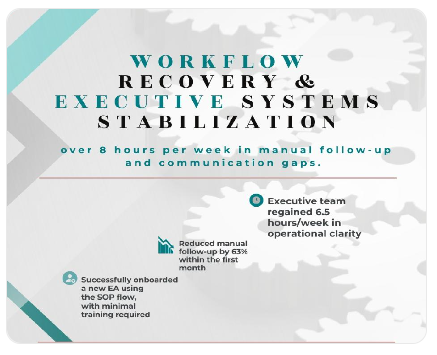 WORKFLOW
RECOVERY &
EXECUTIVE SYSTEMS
STABILIZATION
over 8 hours per week in manual follow-up
and communication gaps.
Executive team
regained 6.5
hours/week in
operational clarity
Reduced manual
follow-up by 63%
within the first
month
Successfully onboarded
a new EA using
the SOP flow,
with minimal
training required